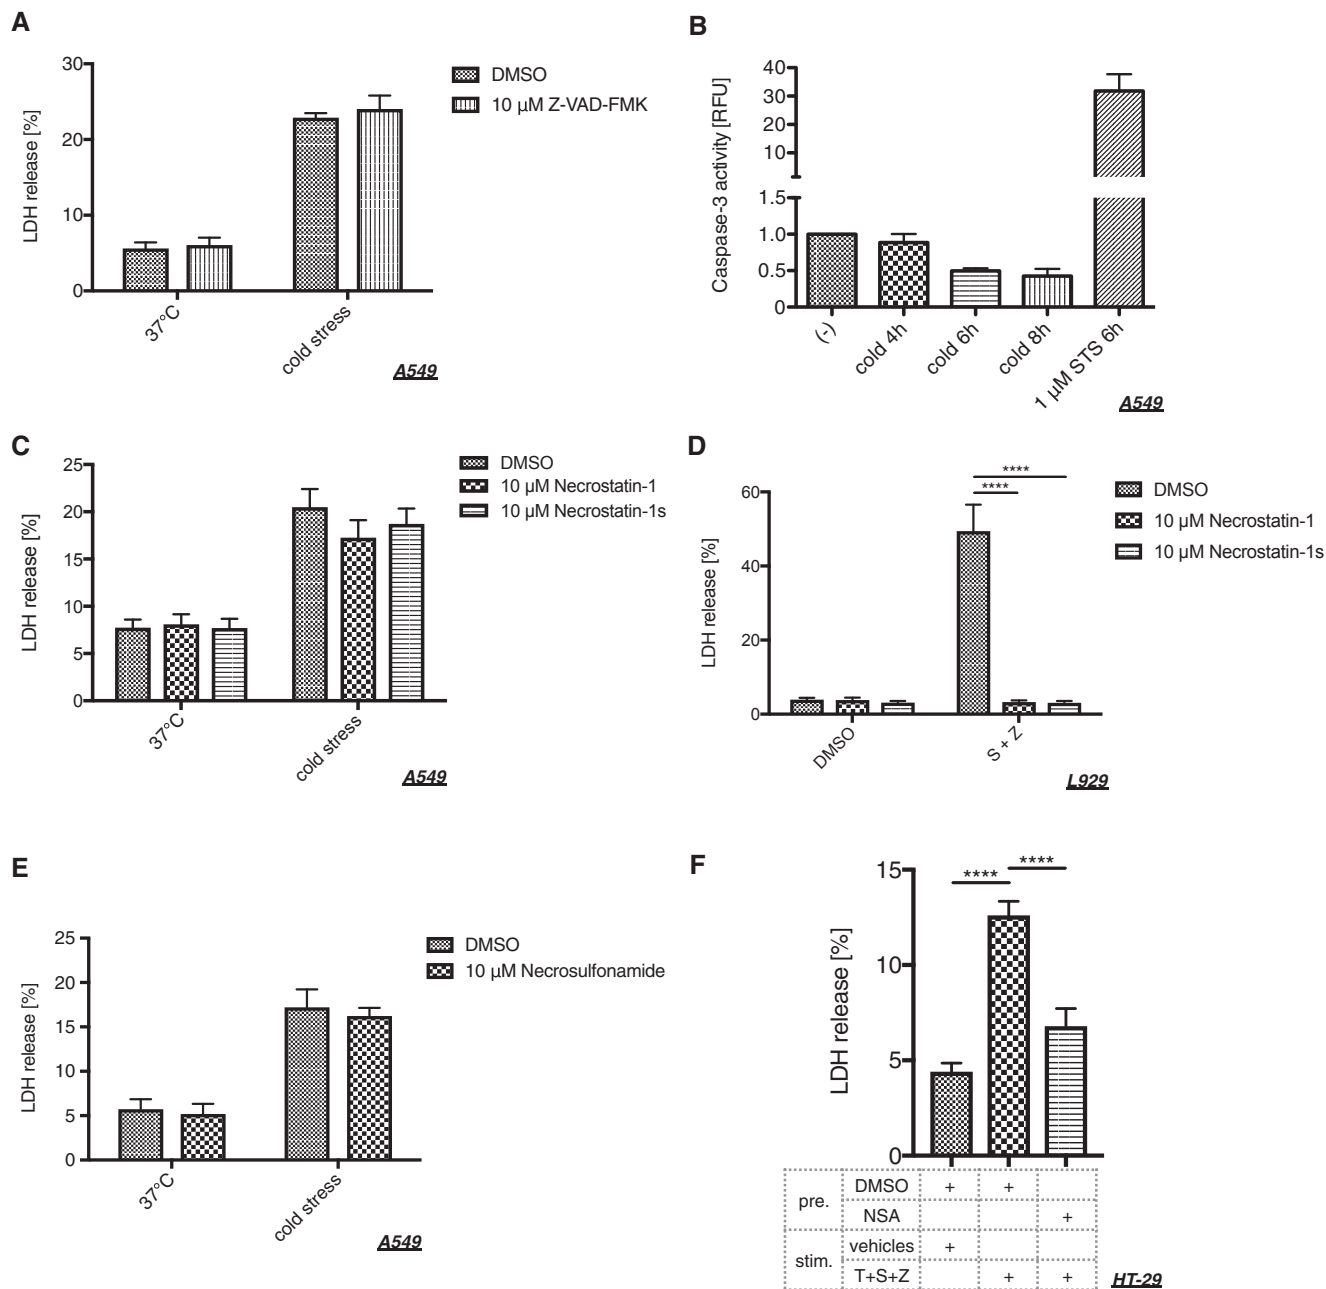 A
LDH release [%]
30
20
10
0
37°C
cold stress
DMSO
10 µM Z-VAD-FMK
A549
B
Caspase-3 activity [RFU]
40
30
20
10
1.5
1.0
0.5
0
(-)
cold 4h
cold 6h
cold 8h
1 µM STS 6h
A549
C
LDH release [%]
25
20
15
10
5
0
37°C
cold stress
DMSO
10 µM Necrostatin-1
10 µM Necrostatin-1s
A549
D
LDH release [%]
60
40
20
0
****
****
DMSO
S + Z
DMSO
10 µM Necrostatin-1
10 µM Necrostatin-1s
L929
E
LDH release [%]
25
20
15
10
5
0
37°C
cold stress
DMSO
10 µM Necrosulfonamide
A549
F
LDH release [%]
15
10
5
0
****
****
pre. DMSO + +
NSA +
stim. vehicles +
T+S+Z + +
HT-29